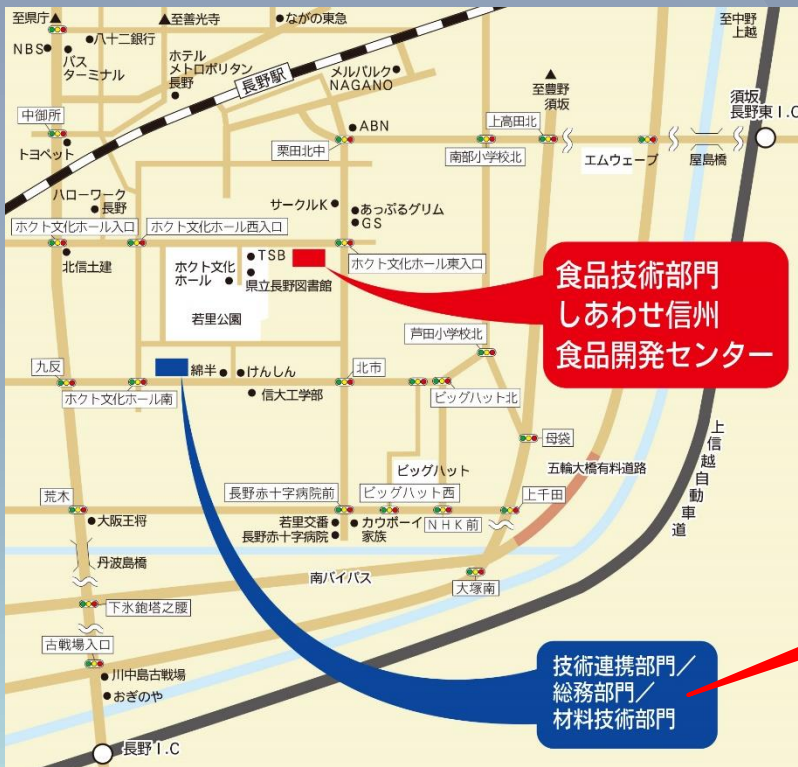 至県庁
至善光寺
ながの東急
至中野
上越
NBS
八十二銀行
バス
ターミナル
ホテル
メトロポリタン
長野
長野駅
メルパルク
NAGANO
至豊野
須坂
須坂
長野東I.C
中御所
トヨペット
ABN
栗田北中
南部小学校北
上高田北
エムウェーブ
屋島橋
ハローワーク
長野
サークルK
あっぷるグリム
GS
ホクト文化ホール入口
ホクト文化ホール西入口
北信土建
ホクト文化
ホール
TSB
県立長野図書館
ホクト文化ホール東入口
若里公園
食品技術部門
しあわせ信州
食品開発センター
芦田小学校北
九反
綿半
けんしん
北市
ホクト文化ホール南
信大工学部
ビッグハット北
母袋
上信越自動車道
五輪大橋有料道路
ビッグハット
荒木
長野赤十字病院前
ビッグハット西
上千田
大阪王将
若里交番
長野赤十字病院
カウボーイ
家族
NHK前
丹波島橋
南バイパス
大塚南
下氷鉋塔之腰
古戦場入口
川中島古戦場
おぎのや
技術連携部門/
総務部門/
材料技術部門
長野I.C